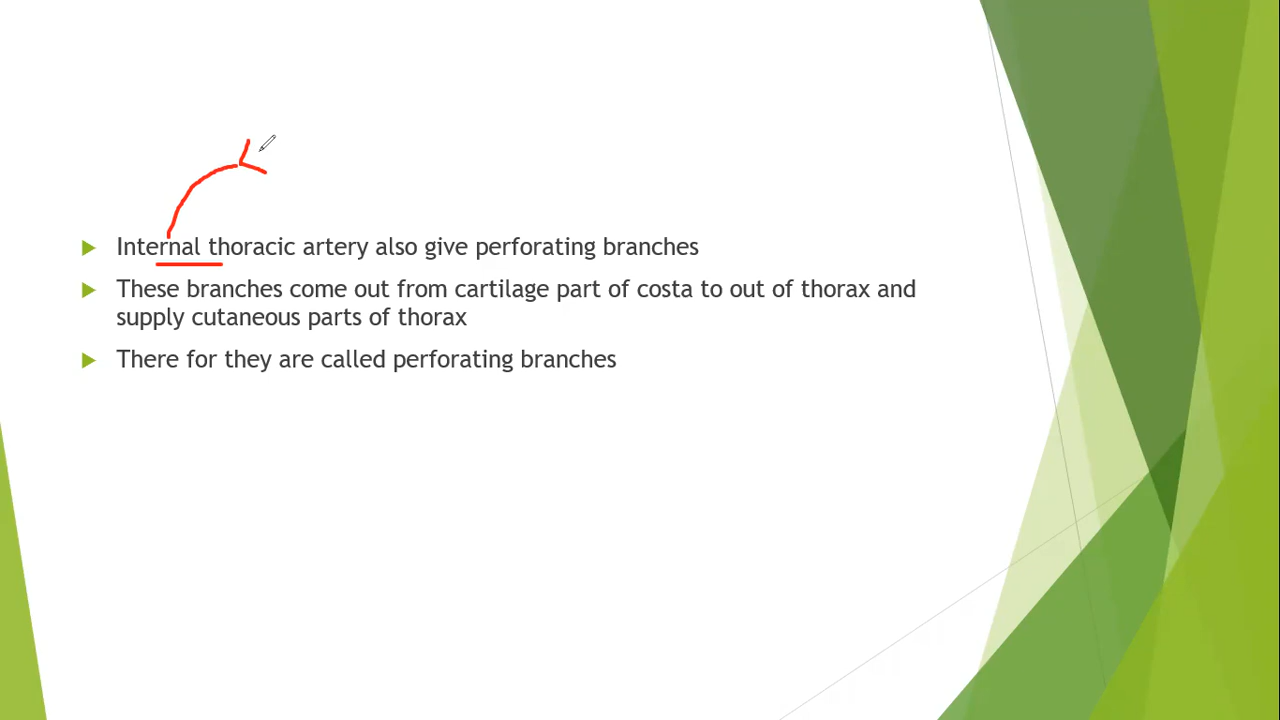 Internal thoracic artery also give perforating branches
These branches come out from cartilage part of costa to out of thorax and
supply cutaneous parts of thorax
There for they are called perforating branches